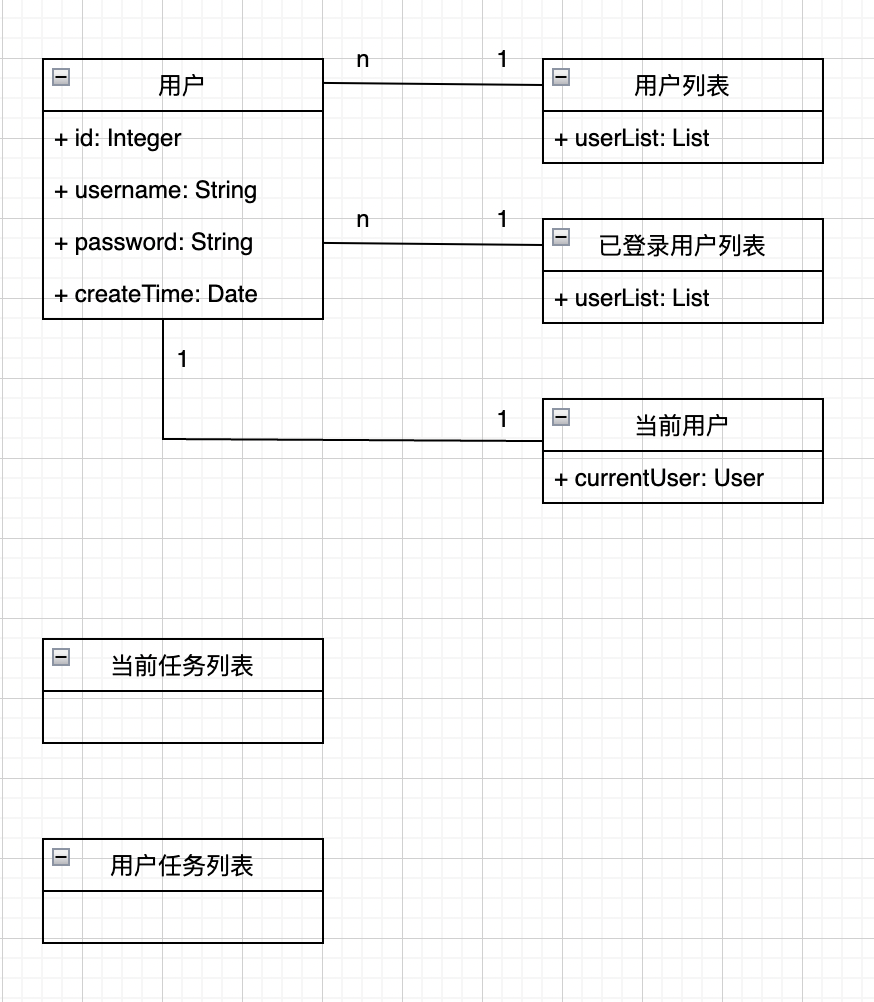 用户
+ id: Integer
+ username: String
+ password: String
+ createTime: Date
n
1
用户列表
+ userList: List
n
1
已登录用户列表
+ userList: List
1
1
当前用户
+ currentUser: User
当前任务列表
用户任务列表